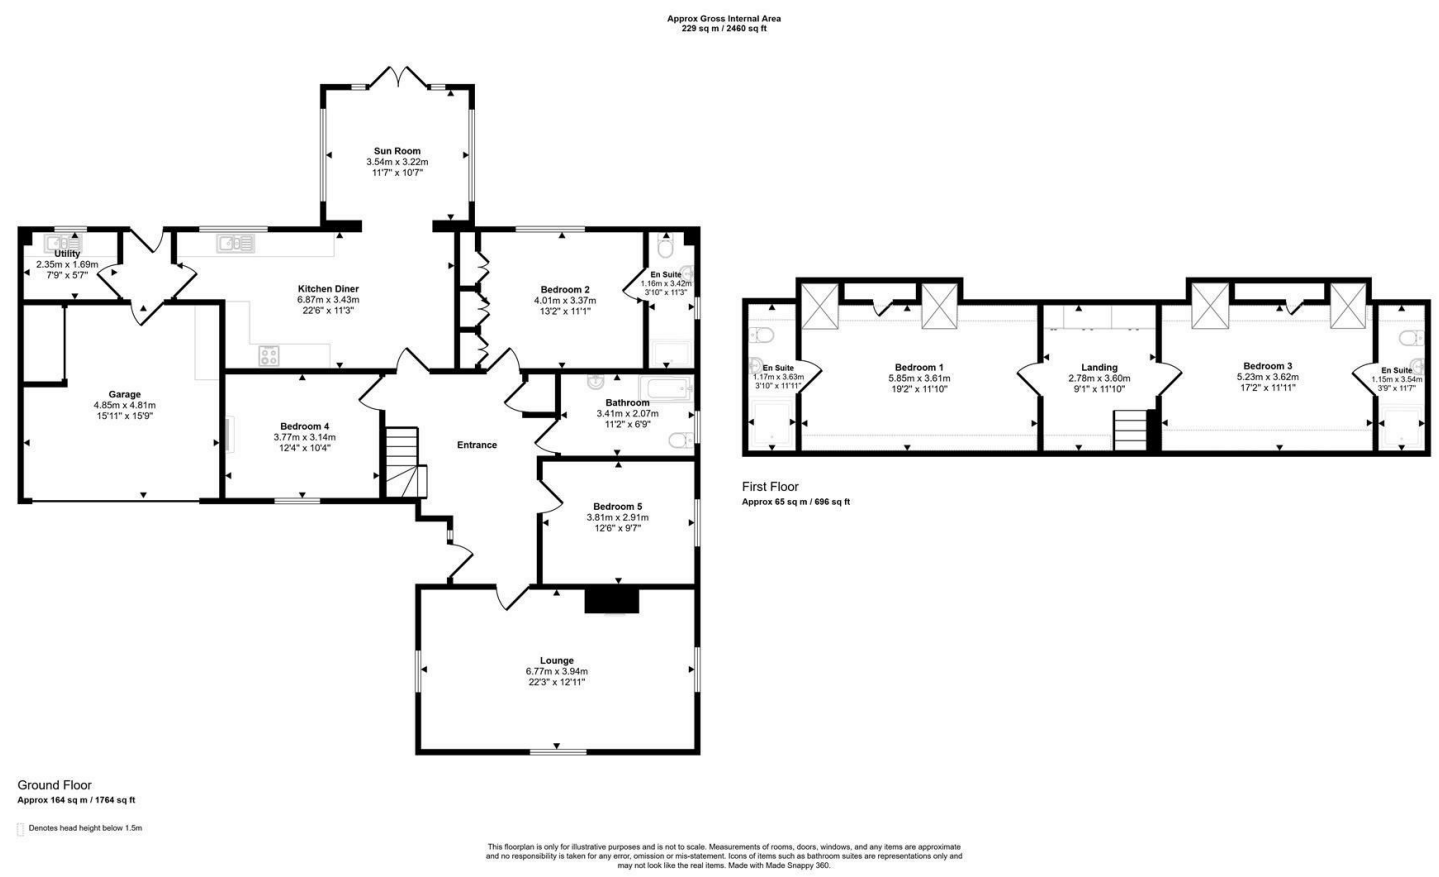 Approx Gross Internal Area
229 sq m / 2460 sq ft
Sun Room
3.54m x 3.22m
11'7" x 10'7"
Utility
2.35m x 1.69m
7'9" x 5'7"
Kitchen Diner
6.87m x 3.43m
22'6" x 11'3"
Bedroom 2
4.01m x 3.37m
13'2" x 11'1"
En Suite
1.16m x 3.42m
3'10" x 11'3"
Garage
4.85m x 4.81m
15'11" x 15'9"
Bedroom 4
3.77m x 3.14m
12'4" x 10'4"
Entrance
Bathroom
3.41m x 2.07m
11'2" x 6'9"
Bedroom 5
3.81m x 2.91m
12'6" x 9'7"
Lounge
6.77m x 3.94m
22'3" x 12'11"
En Suite
1.17m x 3.63m
3'10" x 11'11"
Bedroom 1
5.85m x 3.61m
19'2" x 11'10"
Landing
2.78m x 3.60m
9'1" x 11'10"
Bedroom 3
5.23m x 3.62m
17'2" x 11'11"
En Suite
1.15m x 3.54m
3'9" x 11'7"
First Floor
Approx 65 sq m / 696 sq ft
Ground Floor
Approx 164 sq m / 1764 sq ft
Denotes head height below 1.5m
This floorplan is only for illustrative purposes and is not to scale. Measurements of rooms, doors, windows, and any items are approximate
and no responsibility is taken for any error, omission or mis-statement. Icons of items such as bathroom suites are representations only and
may not look like the real items. Made with Made Snappy 360.